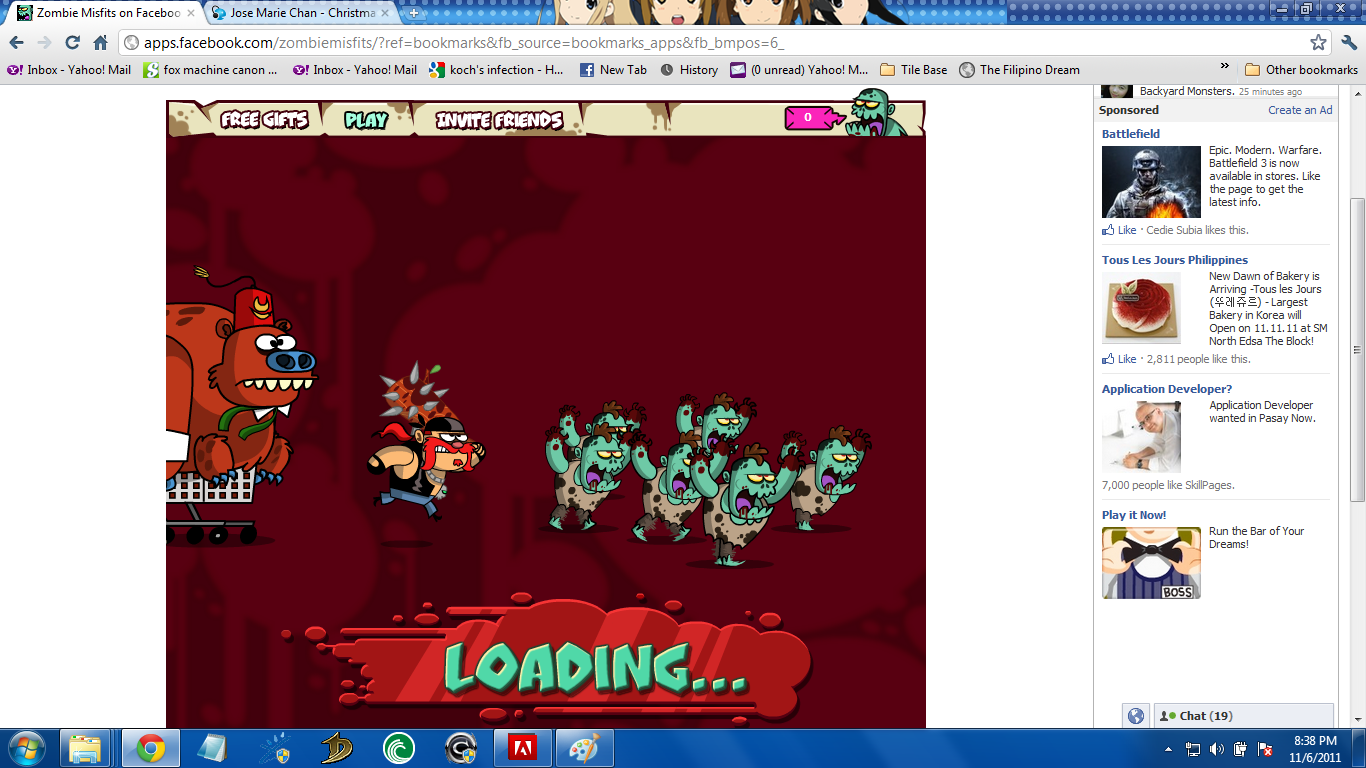 Zombie Misfits on Faceboo
Jose Marie Chan - Christma
apps.facebook.com/zombiemisfits/?ref=bookmarks&fb_source=bookmarks_apps&fb_bmpos=6_
Inbox - Yahoo! Mail
fox machine canon ...
Inbox - Yahoo! Mail
koch's infection - H...
New Tab
History
(0 unread) Yahoo! M...
Tile Base
The Filipino Dream
»
Other bookmarks
FREE GIFTS
PLAY
INVITE FRIENDS
0
LOADING...
Backyard Monsters. 25 minutes ago
Sponsored
Create an Ad
Battlefield
Epic. Modern. Warfare.
Battlefield 3 is now
available in stores. Like
the page to get the
latest info.
Like · Cedie Subia likes this.
Tous Les Jours Philippines
New Dawn of Bakery is
Arriving -Tous les Jours
(뚜레쥬르) - Largest
Bakery in Korea will
Open on 11.11.11 at SM
North Edsa The Block!
Like · 2,811 people like this.
Application Developer?
Application Developer
wanted in Pasay Now.
7,000 people like SkillPages.
Play it Now!
Run the Bar of Your
Dreams!
BOSS
Chat (19)
8:38 PM
11/6/2011